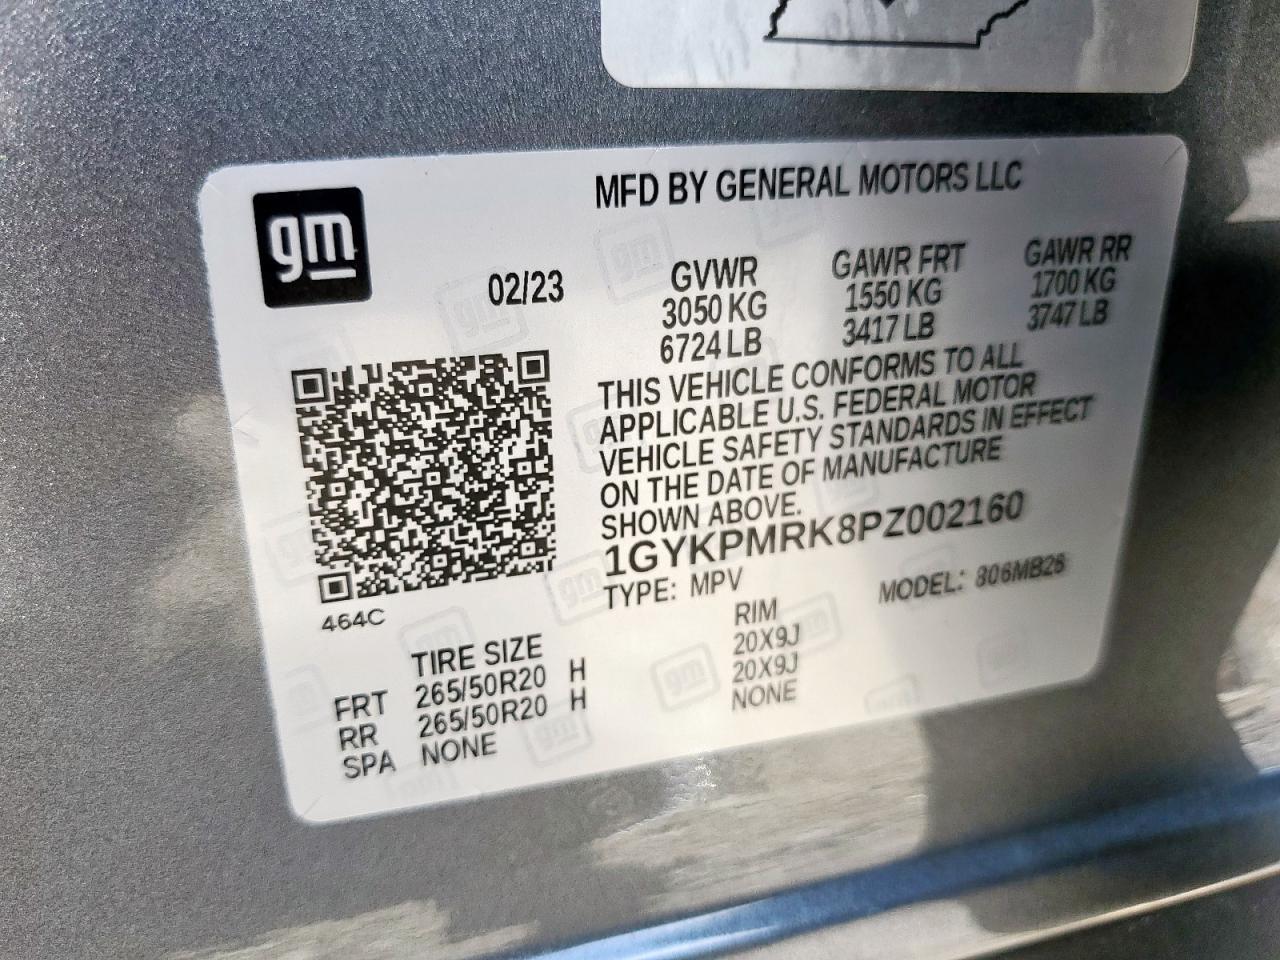 gm
MFD BY GENERAL MOTORS LLC
02/23
GVWR GAWR FRT GAWR RR
3050 KG 1550 KG 1700 KG
6724 LB 3417 LB 3747 LB
THIS VEHICLE CONFORMS TO ALL
APPLICABLE U.S. FEDERAL MOTOR
VEHICLE SAFETY STANDARDS IN EFFECT
ON THE DATE OF MANUFACTURE
SHOWN ABOVE.
1GYKPMRK8PZ002160
TYPE: MPV MODEL: 806MB26
464C
TIRE SIZE RIM
FRT 265/50R20 H 20X9J
RR 265/50R20 H 20X9J
SPA NONE NONE